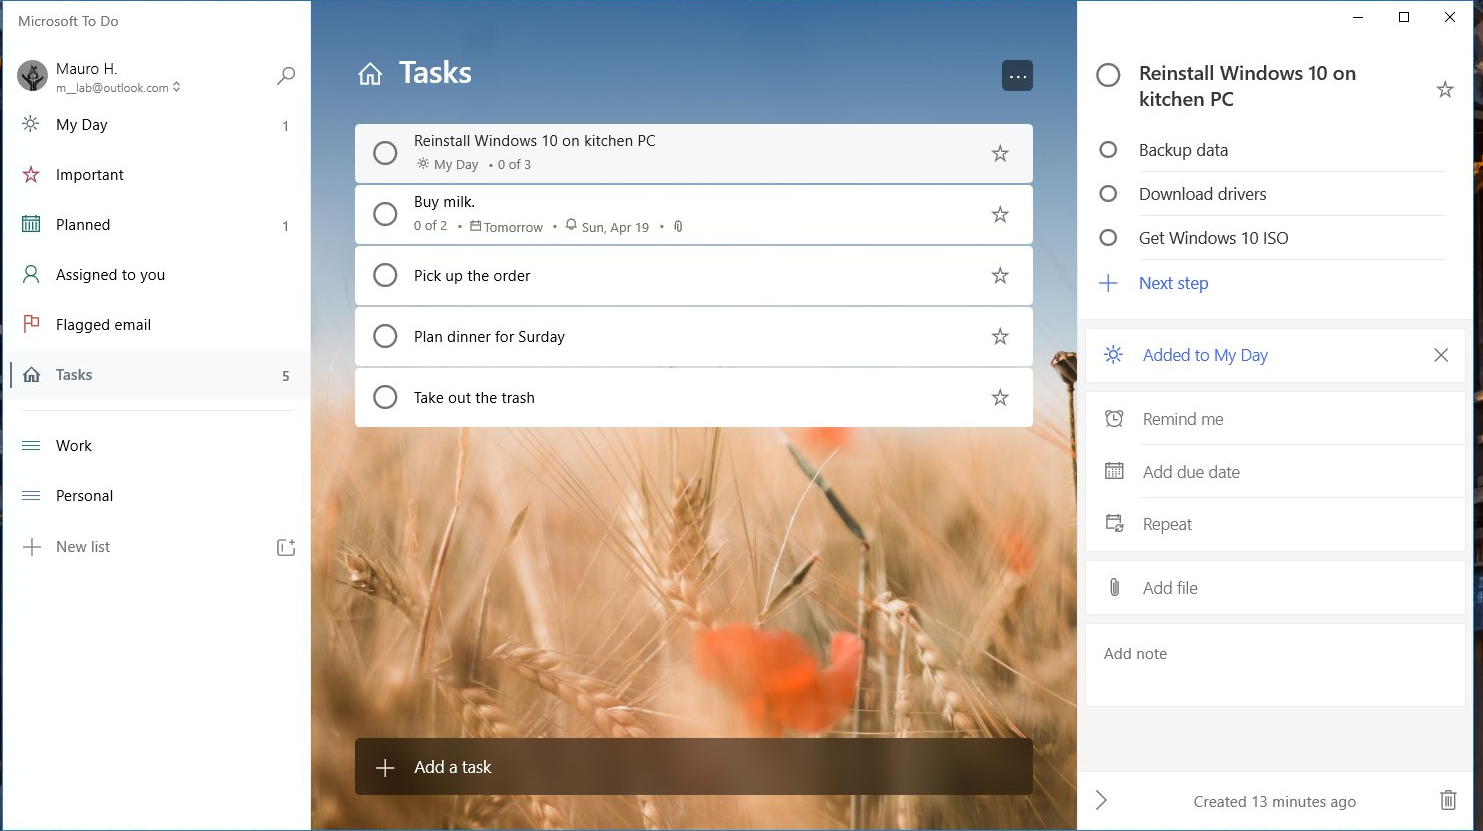 Microsoft To Do
Mauro H.
m__lab@outlook.com
My Day 1
Important
Planned 1
Assigned to you
Flagged email
Tasks 5
Work
Personal
New list
Tasks
...
Reinstall Windows 10 on kitchen PC
My Day • 0 of 3
Buy milk.
0 of 2 • Tomorrow • Sun, Apr 19 •
Pick up the order
Plan dinner for Surday
Take out the trash
Add a task
Reinstall Windows 10 on
kitchen PC
Backup data
Download drivers
Get Windows 10 ISO
Next step
Added to My Day
Remind me
Add due date
Repeat
Add file
Add note
Created 13 minutes ago